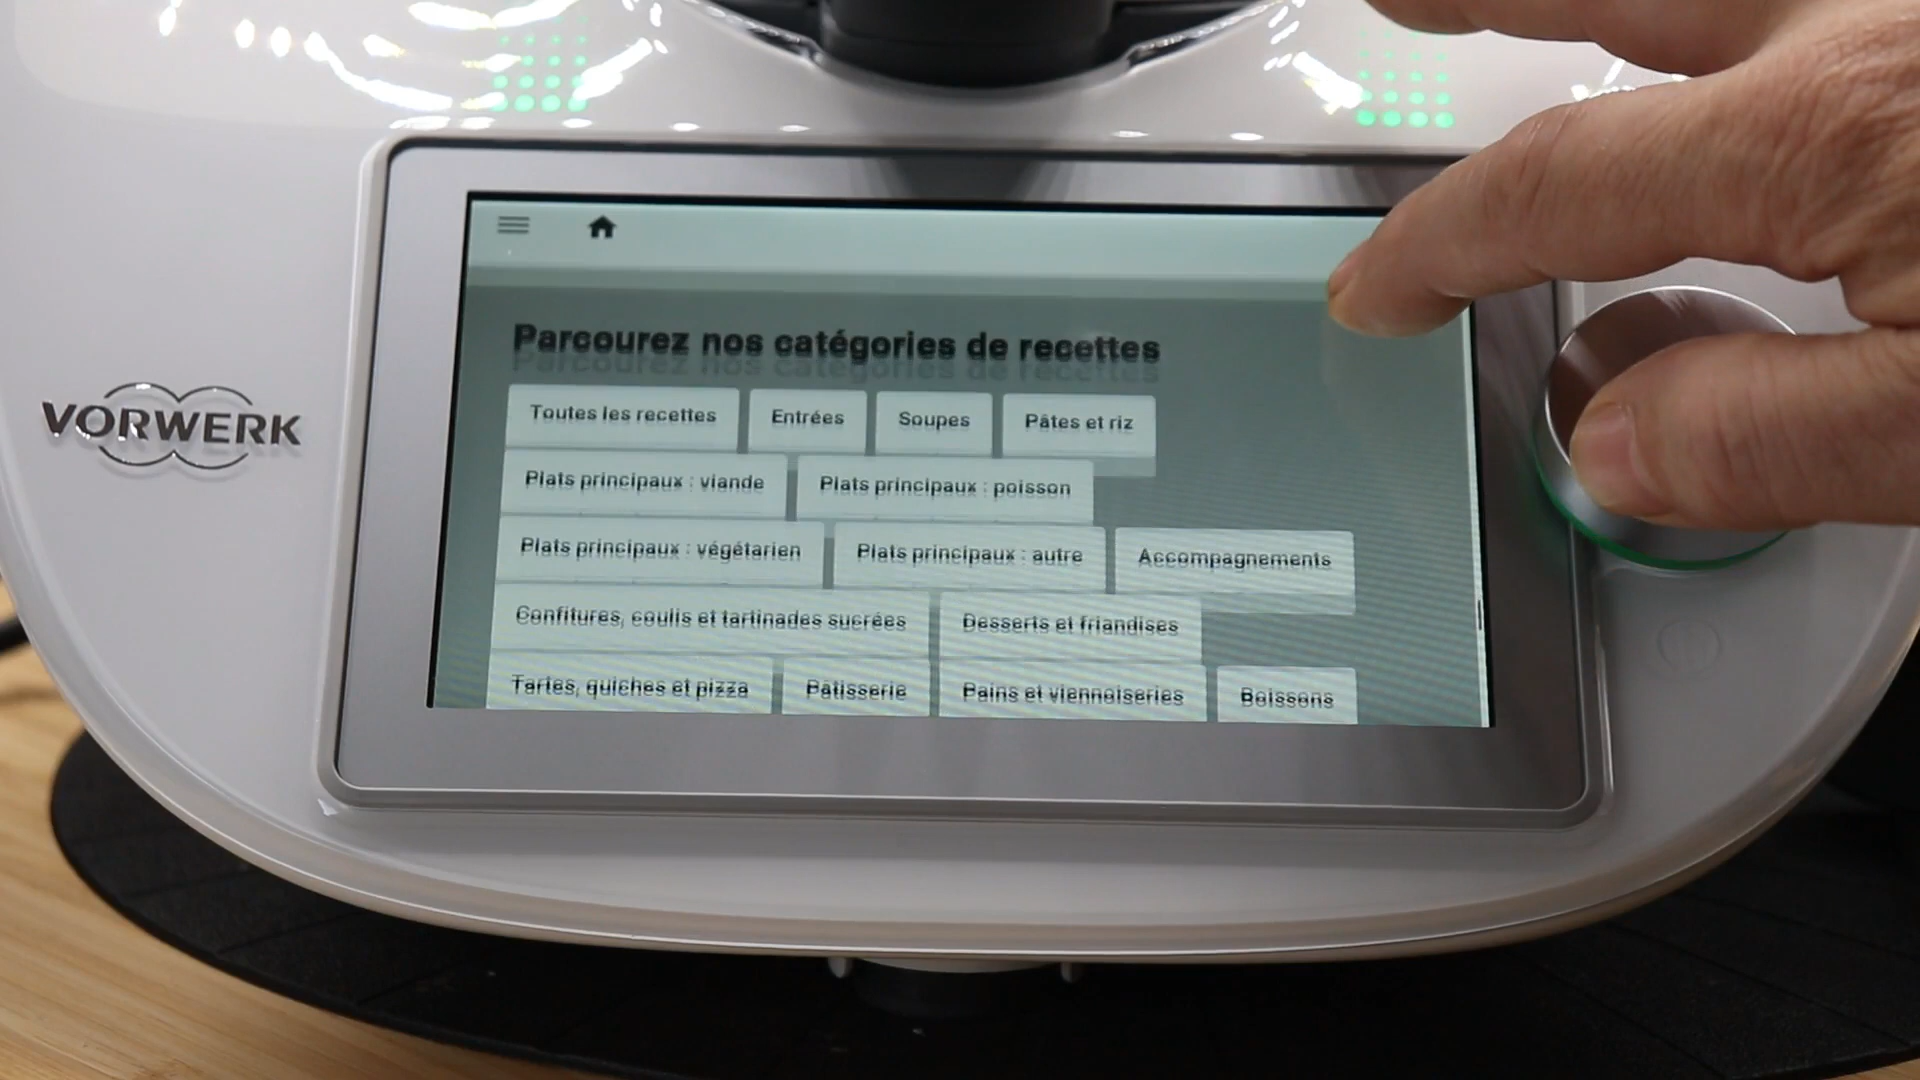 VORWERK
Parcourez nos catégories de recettes
Toutes les recettes Entrées Soupes Pâtes et riz
Plats principaux : viande Plats principaux : poisson
Plats principaux : végétarien Plats principaux : autre Accompagnements
Confitures, coulis et tartinades sucrées Desserts et friandises
Tartes, quiches et pizza Pâtisserie Pains et viennoiseries Boissons